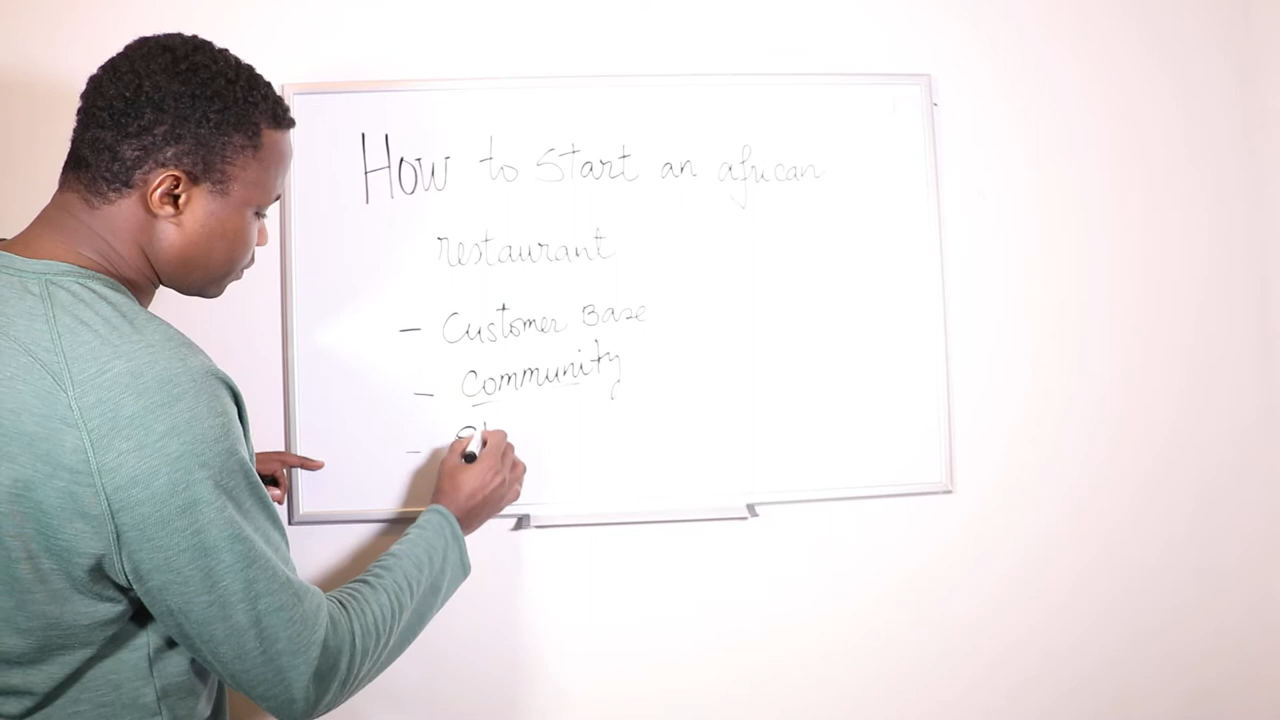 How to start an african
restaurant
- Customer Base
- Community
-